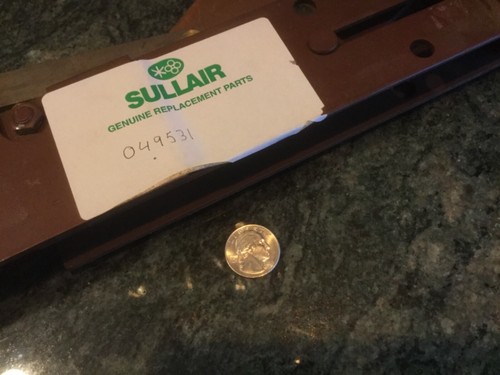 SULLAIR
GENUINE REPLACEMENT PARTS
049531